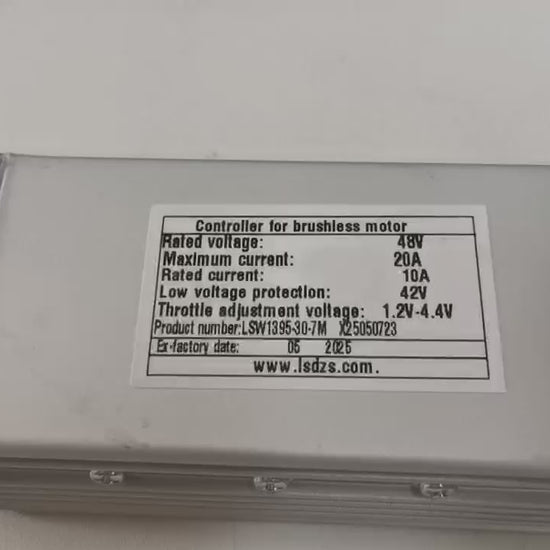 Controller for brushless motor
Rated voltage: 48V
Maximum current: 20A
Rated current: 10A
Low voltage protection: 42V
Throttle adjustment voltage: 1.2V-4.4V
Product number:LSW1395-30-7M X25050723
Ex-factory date: 05 2025
www.lsdzs.com.